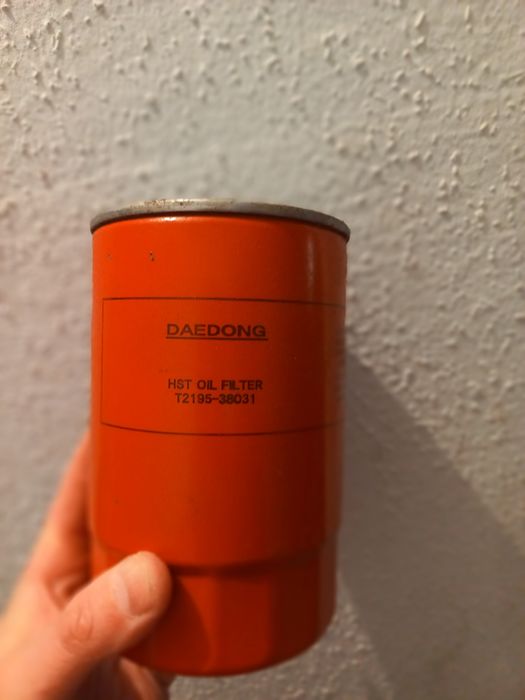 DAEDONG
HST OIL FILTER
T2195-38031